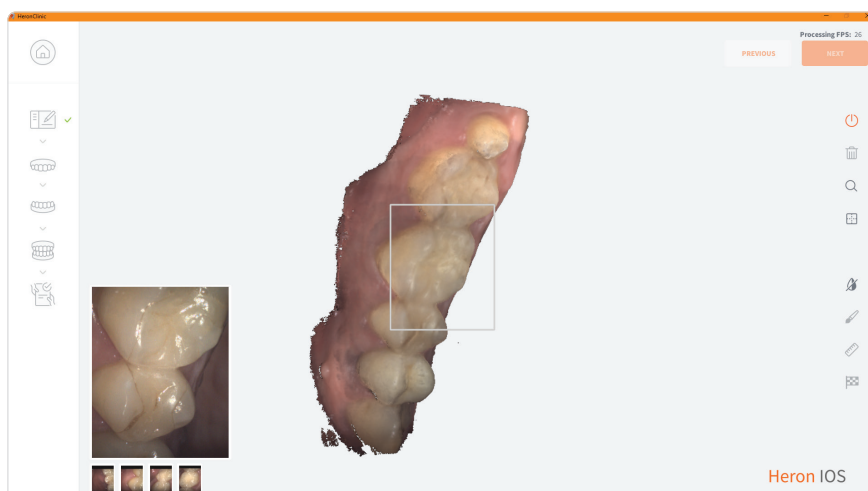 HeronClinic
Processing FPS: 26
PREVIOUS
NEXT
Heron IOS